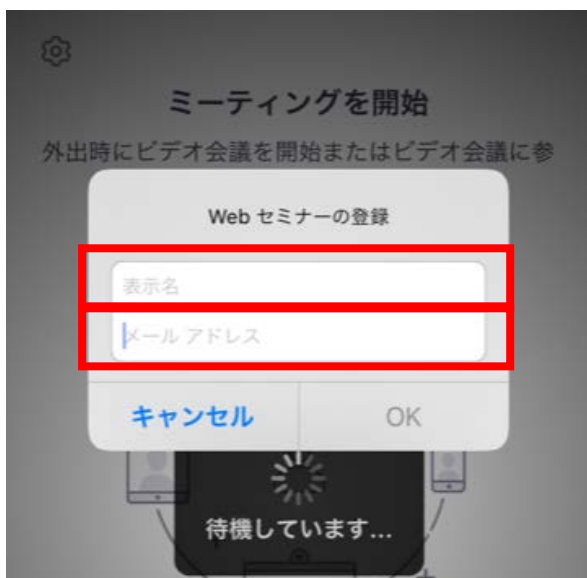 ミーティングを開始
外出時にビデオ会議を開始またはビデオ会議に参
Web セミナーの登録
表示名
メール アドレス
キャンセル
OK
待機しています...